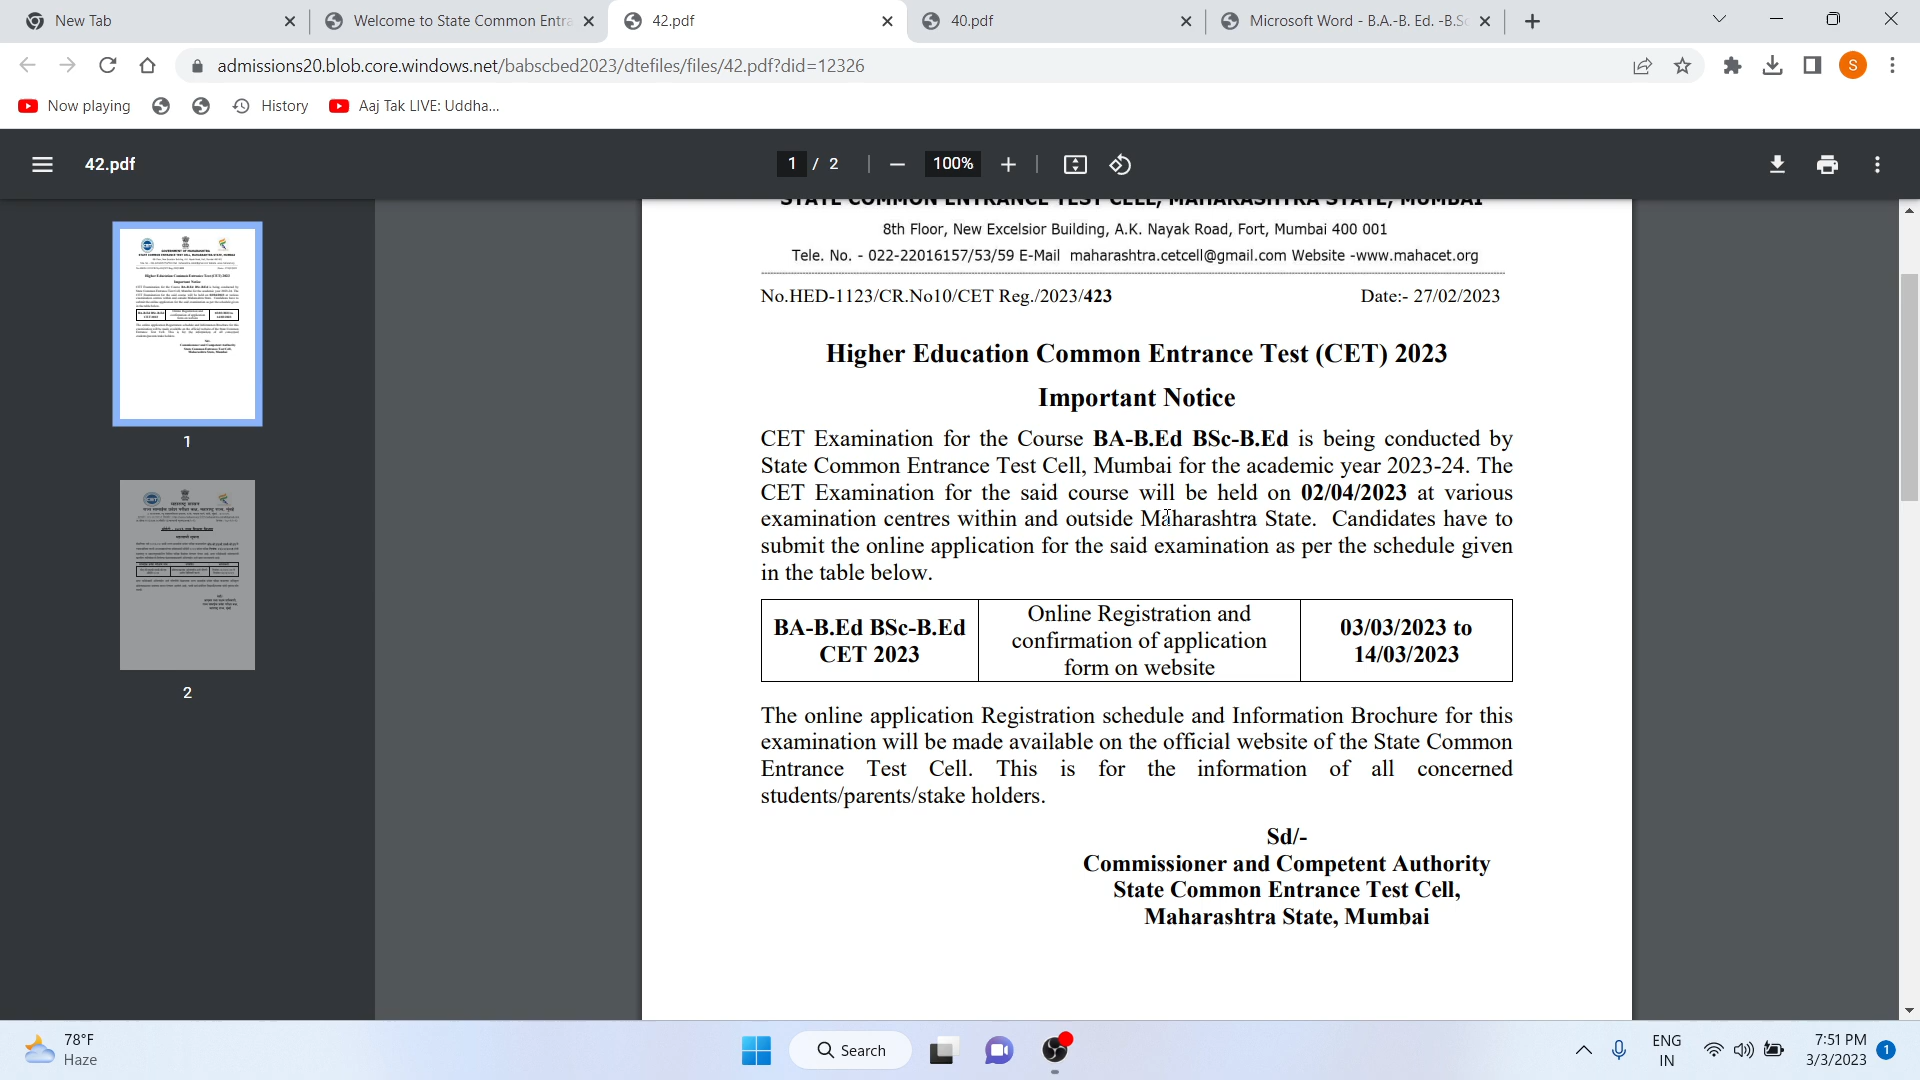 New Tab
Welcome to State Common Entra
42.pdf
40.pdf
Microsoft Word - B.A.-B. Ed. -B.Sc
admissions20.blob.core.windows.net/babscbed2023/dtefiles/files/42.pdf?did=12326
S
Now playing
History
Aaj Tak LIVE: Uddha...
42.pdf
1 / 2
100%
1
2
STATE COMMON ENTRANCE TEST CELL, MAHARASHTRA STATE, MUMBAI
8th Floor, New Excelsior Building, A.K. Nayak Road, Fort, Mumbai 400 001
Tele. No. - 022-22016157/53/59 E-Mail maharashtra.cetcell@gmail.com Website -www.mahacet.org
No.HED-1123/CR.No10/CET Reg./2023/423 Date:- 27/02/2023
Higher Education Common Entrance Test (CET) 2023
Important Notice
CET Examination for the Course BA-B.Ed BSc-B.Ed is being conducted by
State Common Entrance Test Cell, Mumbai for the academic year 2023-24. The
CET Examination for the said course will be held on 02/04/2023 at various
examination centres within and outside Maharashtra State. Candidates have to
submit the online application for the said examination as per the schedule given
in the table below.
BA-B.Ed BSc-B.Ed
CET 2023
Online Registration and
confirmation of application
form on website
03/03/2023 to
14/03/2023
The online application Registration schedule and Information Brochure for this
examination will be made available on the official website of the State Common
Entrance Test Cell. This is for the information of all concerned
students/parents/stake holders.
Sd/-
Commissioner and Competent Authority
State Common Entrance Test Cell,
Maharashtra State, Mumbai
78°F
Haze
Search
ENG
IN
7:51 PM
3/3/2023
1